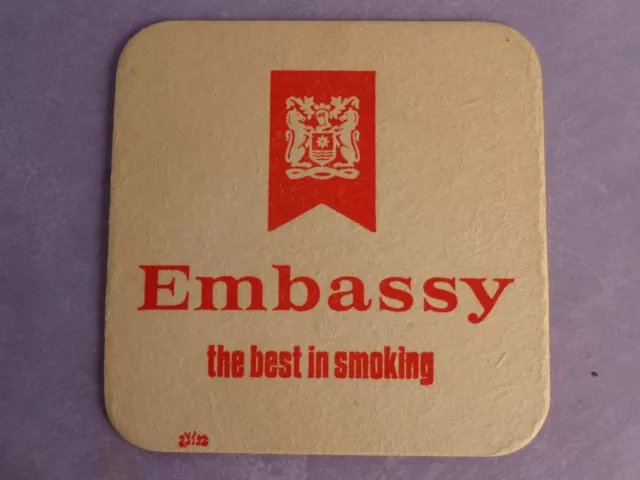 Embassy
the best in smoking